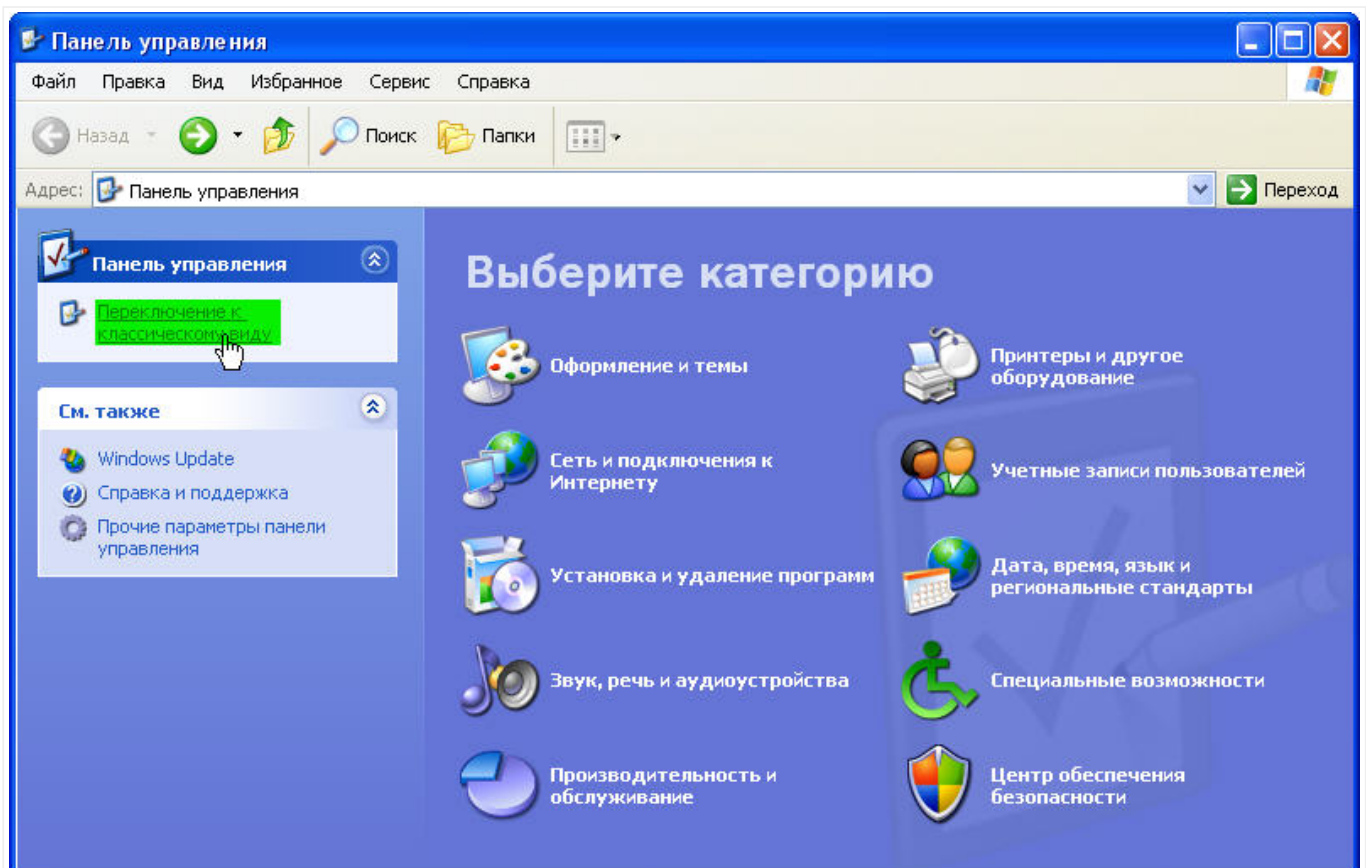 Панель управления
Файл Правка Вид Избранное Сервис Справка
Назад Поиск Папки
Адрес: Панель управления Переход
Панель управления
Переключение к
классическому виду
См. также
Windows Update
Справка и поддержка
Прочие параметры панели
управления
Выберите категорию
Оформление и темы
Принтеры и другое
оборудование
Сеть и подключения к
Интернету
Учетные записи пользователей
Установка и удаление программ
Дата, время, язык и
региональные стандарты
Звук, речь и аудиоустройства
Специальные возможности
Производительность и
обслуживание
Центр обеспечения
безопасности